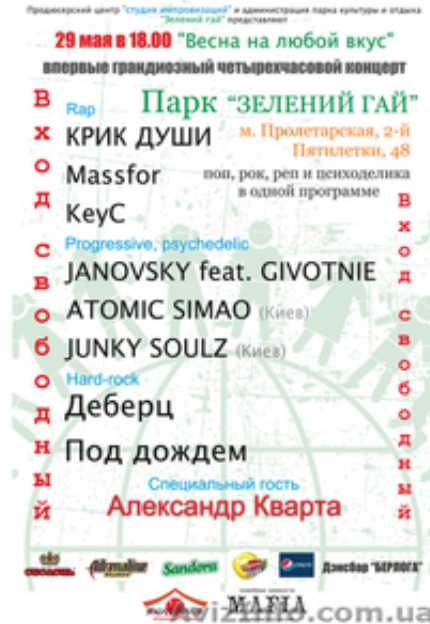 Продюсерский центр "студия импровизаций" и администрация парка культуры и отдыха
"Зелений гай" представляют
29 мая в 18.00 "Весна на любой вкус"
впервые грандиозный четырехчасовой концерт
Вход свободный
Rap
Парк "ЗЕЛЕНИЙ ГАЙ"
КРИК ДУШИ
м. Пролетарская, 2-й
Пятилетки, 48
Massfor
поп, рок, реп и психоделика
в одной программе
KeyC
Вход свободный
Progressive, psychedelic
JANOVSKY feat. GIVOTNIE
ATOMIC SIMAO (Киев)
JUNKY SOULZ (Киев)
Hard-rock
Деберц
Под дождем
Специальный гость
Александр Кварта
Adrenaline
Sandora
pepsi
Дэнсбар "БЕРЛОГА"
MAFIA
AvizInfo.com.ua